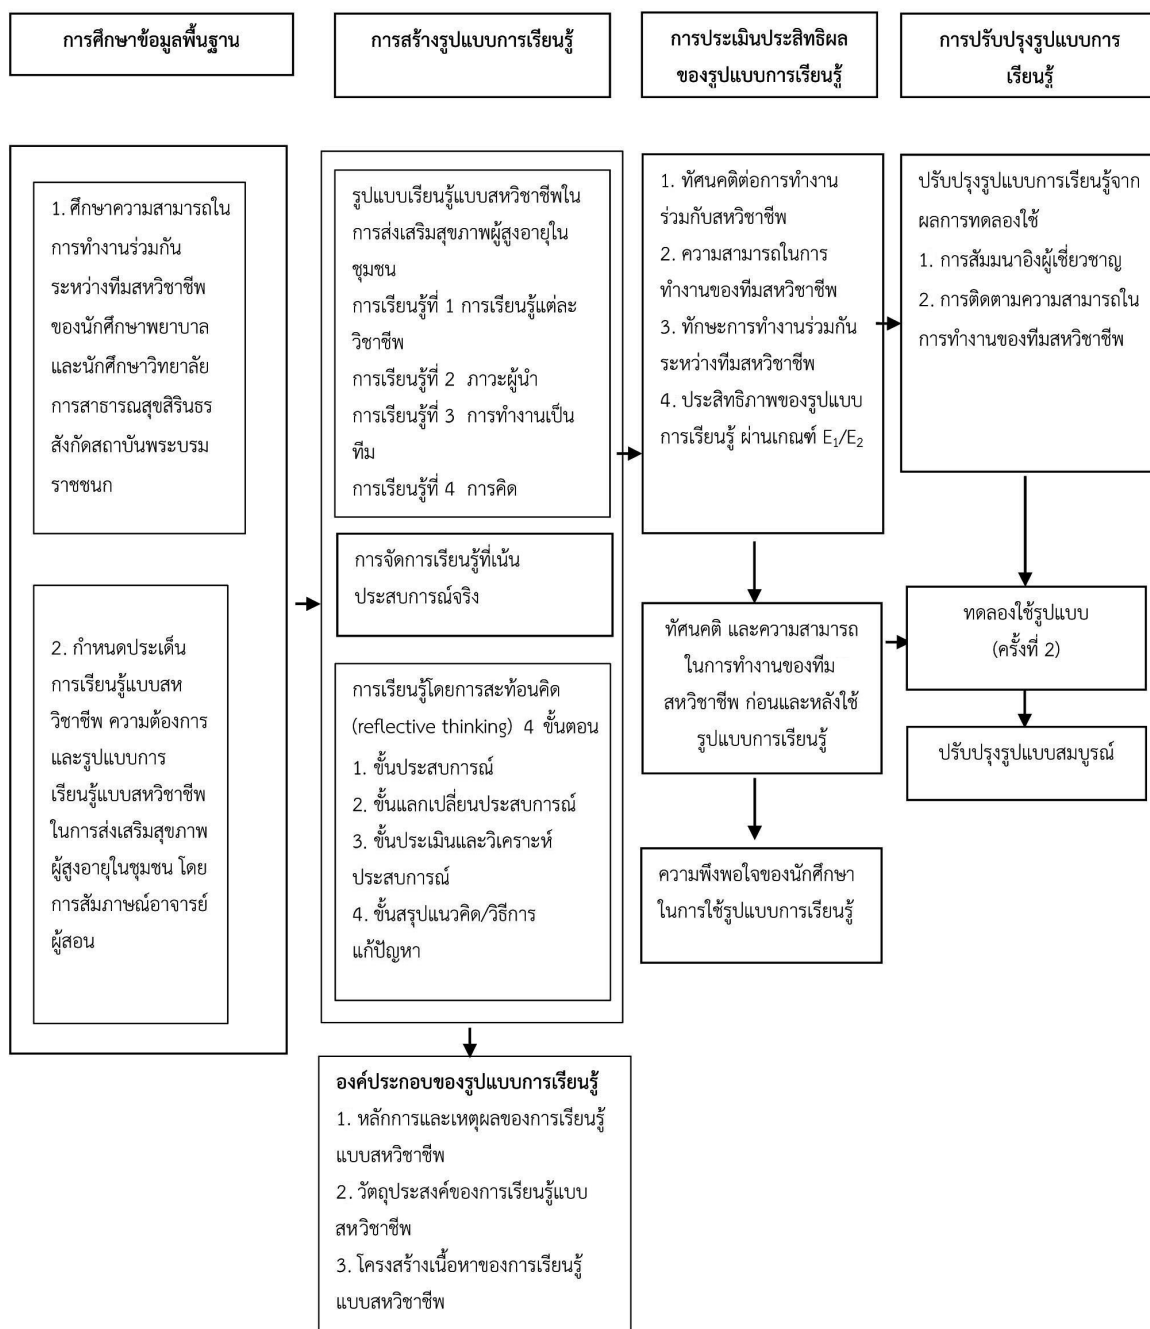 การศึกษาข้อมูลพื้นฐาน
การสร้างรูปแบบการเรียนรู้
การประเมินประสิทธิผล
ของรูปแบบการเรียนรู้
การปรับปรุงรูปแบบการ
เรียนรู้
1. ศึกษาความสามารถใน
การทำงานร่วมกัน
ระหว่างทีมสหวิชาชีพ
ของนักศึกษาพยาบาล
และนักศึกษาวิทยาลัย
การสาธารณสุขสิรินธร
สังกัดสถาบันพระบรม
ราชชนก
2. กำหนดประเด็น
การเรียนรู้แบบสห
วิชาชีพ ความต้องการ
และรูปแบบการ
เรียนรู้แบบสหวิชาชีพ
ในการส่งเสริมสุขภาพ
ผู้สูงอายุในชุมชน โดย
การสัมภาษณ์อาจารย์
ผู้สอน
รูปแบบเรียนรู้แบบสหวิชาชีพใน
การส่งเสริมสุขภาพผู้สูงอายุใน
ชุมชน
การเรียนรู้ที่ 1 การเรียนรู้แต่ละ
วิชาชีพ
การเรียนรู้ที่ 2 ภาวะผู้นำ
การเรียนรู้ที่ 3 การทำงานเป็น
ทีม
การเรียนรู้ที่ 4 การคิด
การจัดการเรียนรู้ที่เน้น
ประสบการณ์จริง
การเรียนรู้โดยการสะท้อนคิด
(reflective thinking) 4 ขั้นตอน
1. ขั้นประสบการณ์
2. ขั้นแลกเปลี่ยนประสบการณ์
3. ขั้นประเมินและวิเคราะห์
ประสบการณ์
4. ขั้นสรุปแนวคิด/วิธีการ
แก้ปัญหา
องค์ประกอบของรูปแบบการเรียนรู้
1. หลักการและเหตุผลของการเรียนรู้
แบบสหวิชาชีพ
2. วัตถุประสงค์ของการเรียนรู้แบบ
สหวิชาชีพ
3. โครงสร้างเนื้อหาของการเรียนรู้
แบบสหวิชาชีพ
1. ทัศนคติต่อการทำงาน
ร่วมกับสหวิชาชีพ
2. ความสามารถในการ
ทำงานของทีมสหวิชาชีพ
3. ทักษะการทำงานร่วมกัน
ระหว่างทีมสหวิชาชีพ
4. ประสิทธิภาพของรูปแบบ
การเรียนรู้ ผ่านเกณฑ์ E₁/E₂
ทัศนคติ และความสามารถ
ในการทำงานของทีม
สหวิชาชีพ ก่อนและหลังใช้
รูปแบบการเรียนรู้
ความพึงพอใจของนักศึกษา
ในการใช้รูปแบบการเรียนรู้
ปรับปรุงรูปแบบการเรียนรู้จาก
ผลการทดลองใช้
1. การสัมมนาอิงผู้เชี่ยวชาญ
2. การติดตามความสามารถใน
การทำงานของทีมสหวิชาชีพ
ทดลองใช้รูปแบบ
(ครั้งที่ 2)
ปรับปรุงรูปแบบสมบูรณ์